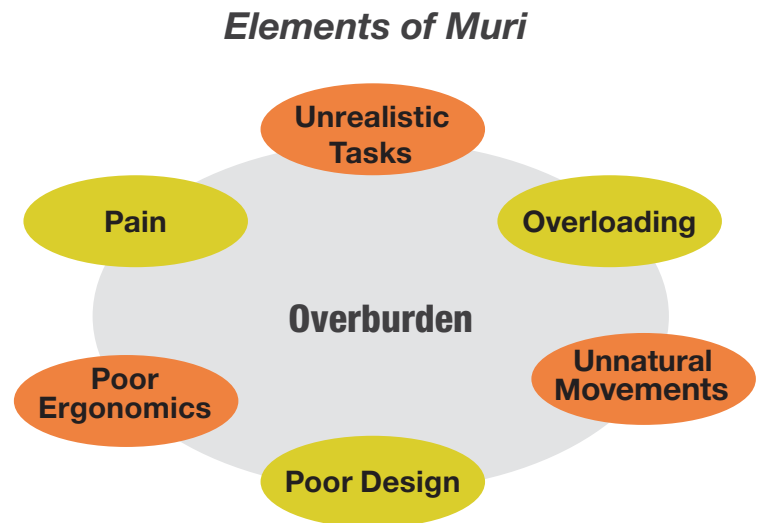 Elements of Muri
Unrealistic
Tasks
Pain
Overloading
Overburden
Poor
Ergonomics
Unnatural
Movements
Poor Design